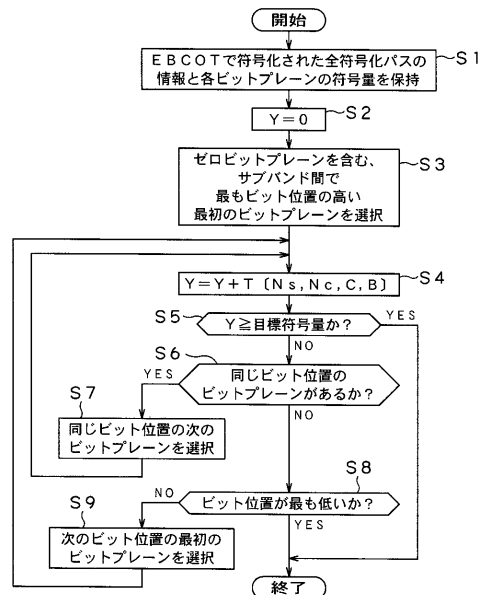 開始
EBCOTで符号化された全符号化パスの
情報と各ビットプレーンの符号量を保持
S1
Y=0
S2
ゼロビットプレーンを含む、
サブバンド間で
最もビット位置の高い
最初のビットプレーンを選択
S3
Y=Y+T〔Ns,Nc,C,B〕
S4
S5
Y≧目標符号量か?
YES
NO
S6
同じビット位置の
ビットプレーンがあるか?
YES
NO
S7
同じビット位置の次の
ビットプレーンを選択
S8
ビット位置が最も低いか?
NO
YES
S9
次のビット位置の最初の
ビットプレーンを選択
終了